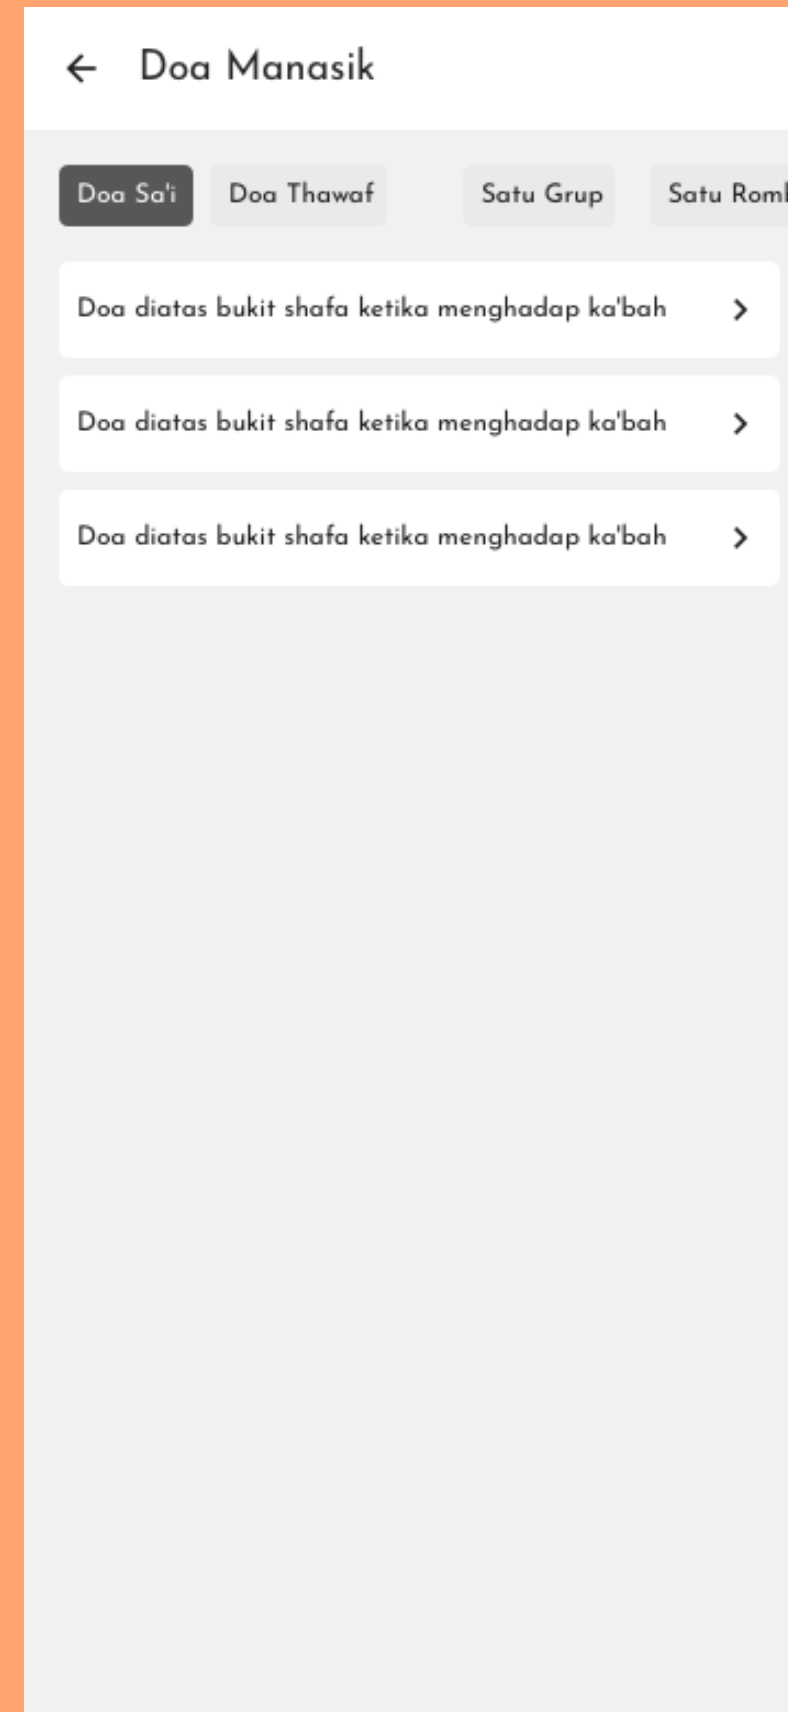 Doa Manasik
Doa Sa'i Doa Thawaf Satu Grup Satu
Doa diatas bukit shafa ketika menghadap ka'bah
Doa diatas bukit shafa ketika menghadap ka'bah
Doa diatas bukit shafa ketika menghadap ka'bah